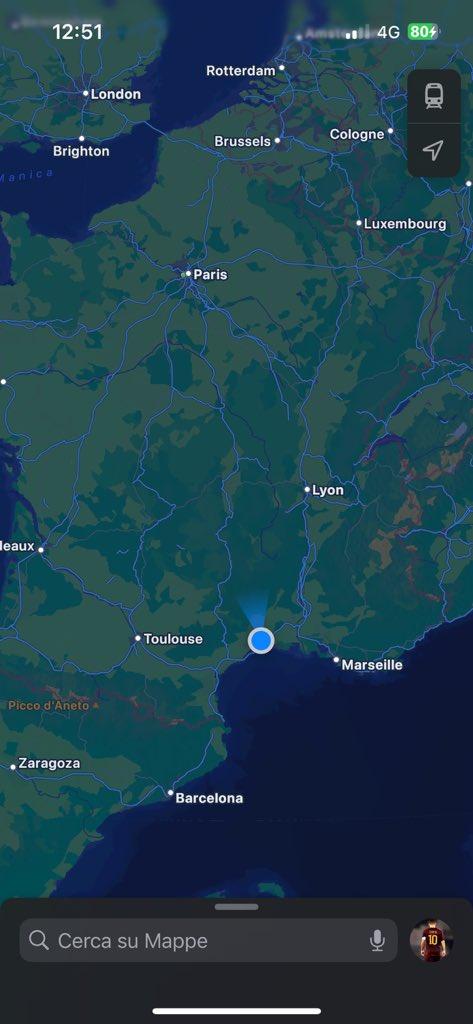 12:51
4G
80
Rotterdam
London
Brussels
Cologne
Brighton
Manica
Luxembourg
Paris
Lyon
deaux
Toulouse
Marseille
Picco d'Aneto
Zaragoza
Barcelona
Cerca su Mappe
10